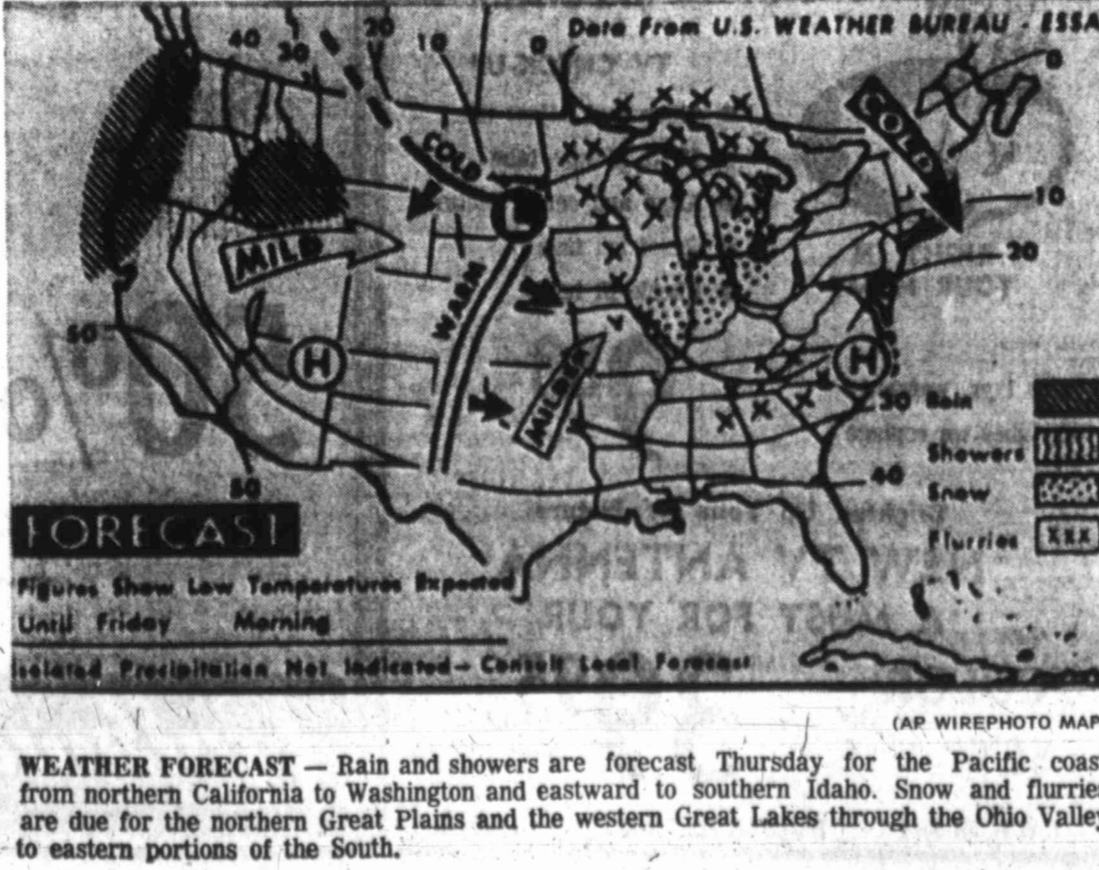 Data From U.S. WEATHER BUREAU - ESSA
40 30 20 10 0
0
COLD
COLD
10
L
MILD
20
WARM
50
H
H
MILDER
30
Rain
Showers
40
Snow
50
FORECAST
Flurries
XXX
Figures Show Low Temperatures Expected
Until Friday Morning
Isolated Precipitation Not Indicated - Consult Local Forecast
(AP WIREPHOTO MAP
WEATHER FORECAST — Rain and showers are forecast Thursday for the Pacific coas
from northern California to Washington and eastward to southern Idaho. Snow and flurrie
are due for the northern Great Plains and the western Great Lakes through the Ohio Valley
to eastern portions of the South.